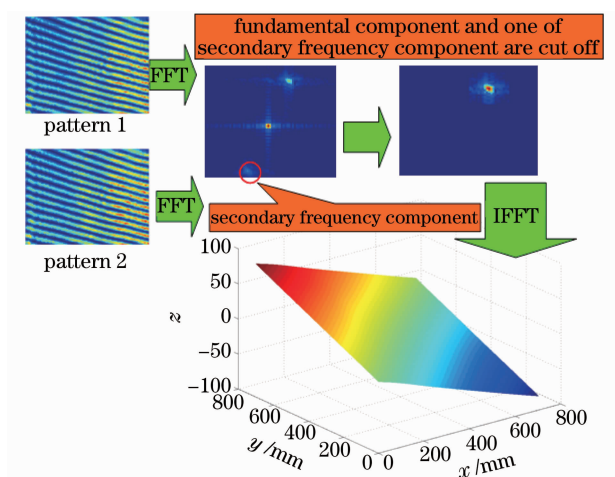 fundamental component and one of
secondary frequency component are cut off
FFT
pattern 1
FFT
secondary frequency component
IFFT
pattern 2
100
50
0
−50
−100
z
800
600
400
200
0
y /mm
0
200
400
600
800
x /mm